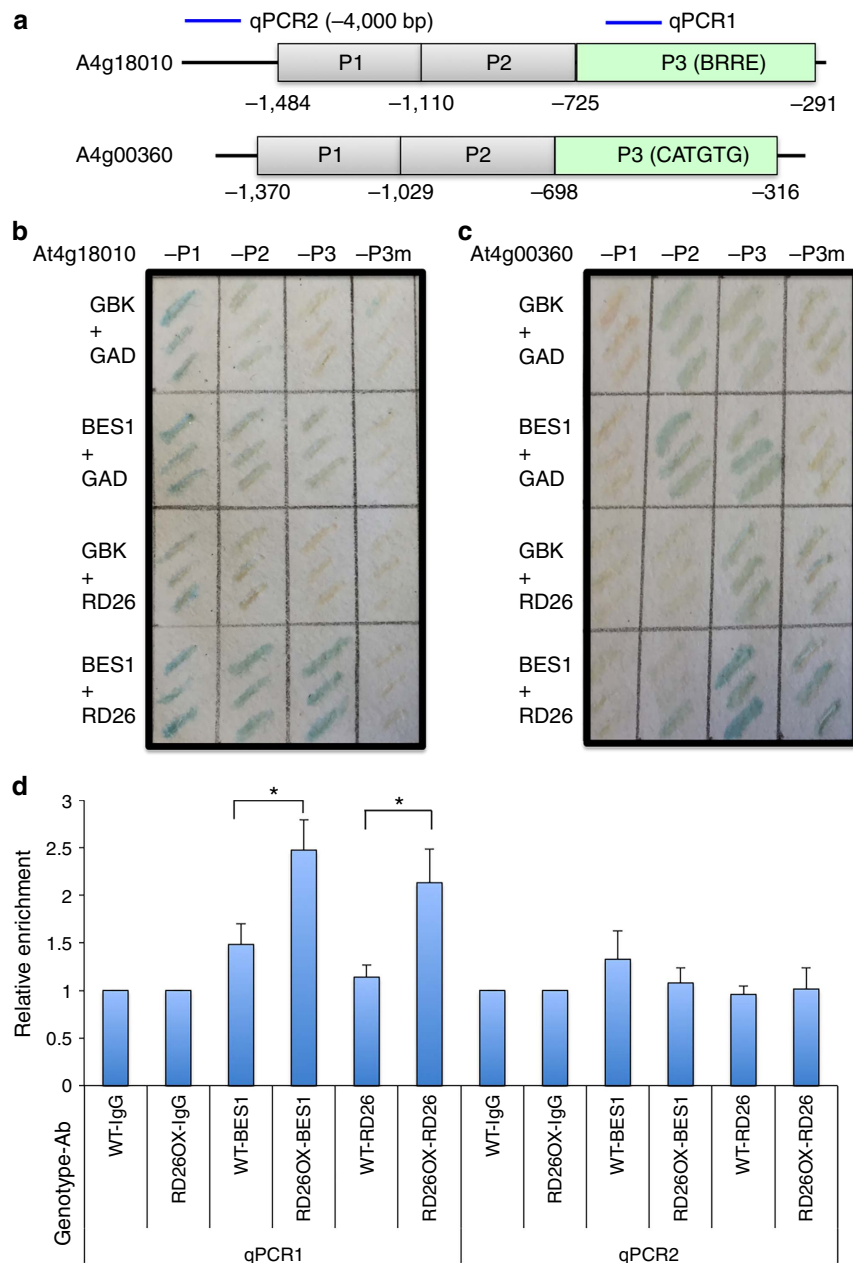 a
qPCR2 (–4,000 bp)
qPCR1
A4g18010
P1
P2
P3 (BRRE)
–1,484
–1,110
–725
–291
A4g00360
P1
P2
P3 (CATGTG)
–1,370
–1,029
–698
–316
b
At4g18010 –P1 –P2 –P3 –P3m
GBK
+
GAD
BES1
+
GAD
GBK
+
RD26
BES1
+
RD26
c
At4g00360 –P1 –P2 –P3 –P3m
GBK
+
GAD
BES1
+
GAD
GBK
+
RD26
BES1
+
RD26
d
Relative enrichment
3
2.5
2
1.5
1
0.5
0
*
*
Genotype-Ab
WT-IgG
RD26OX-IgG
WT-BES1
RD26OX-BES1
WT-RD26
RD26OX-RD26
WT-IgG
RD26OX-IgG
WT-BES1
RD26OX-BES1
WT-RD26
RD26OX-RD26
qPCR1
qPCR2